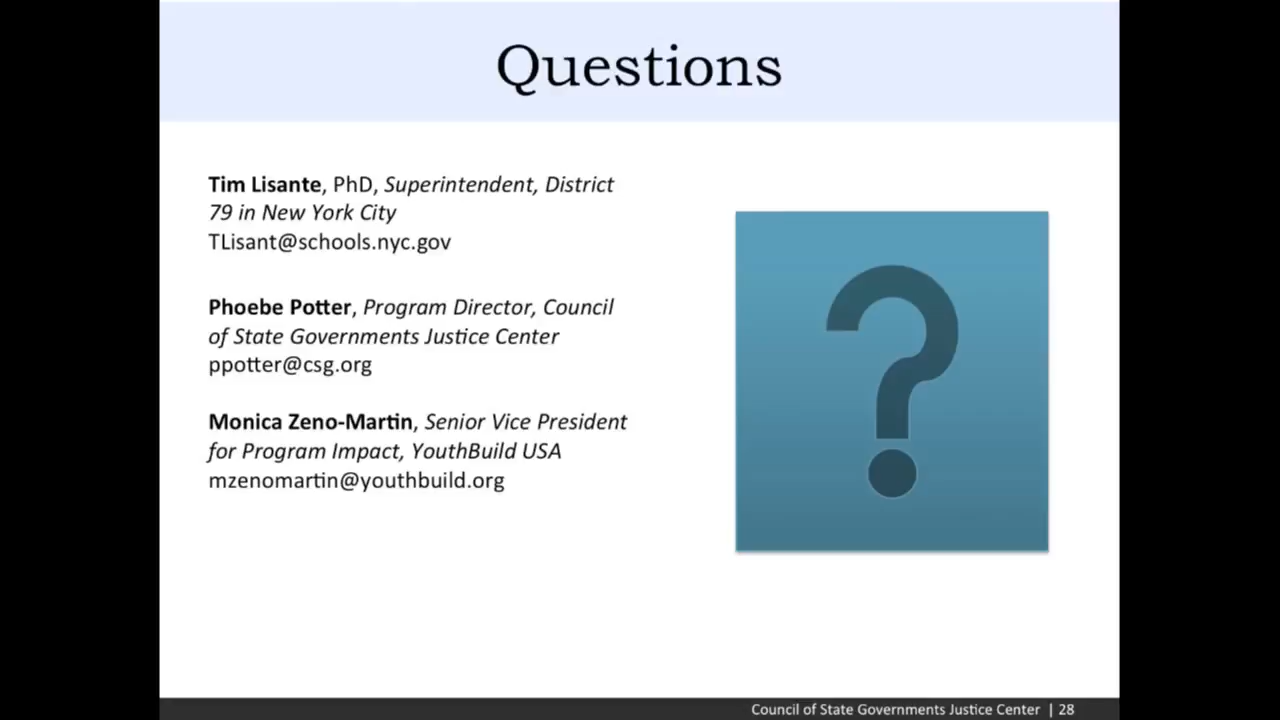 Questions
Tim Lisante, PhD, Superintendent, District
79 in New York City
TLisant@schools.nyc.gov
Phoebe Potter, Program Director, Council
of State Governments Justice Center
ppotter@csg.org
Monica Zeno-Martin, Senior Vice President
for Program Impact, YouthBuild USA
mzenomartin@youthbuild.org
?
Council of State Governments Justice Center | 28